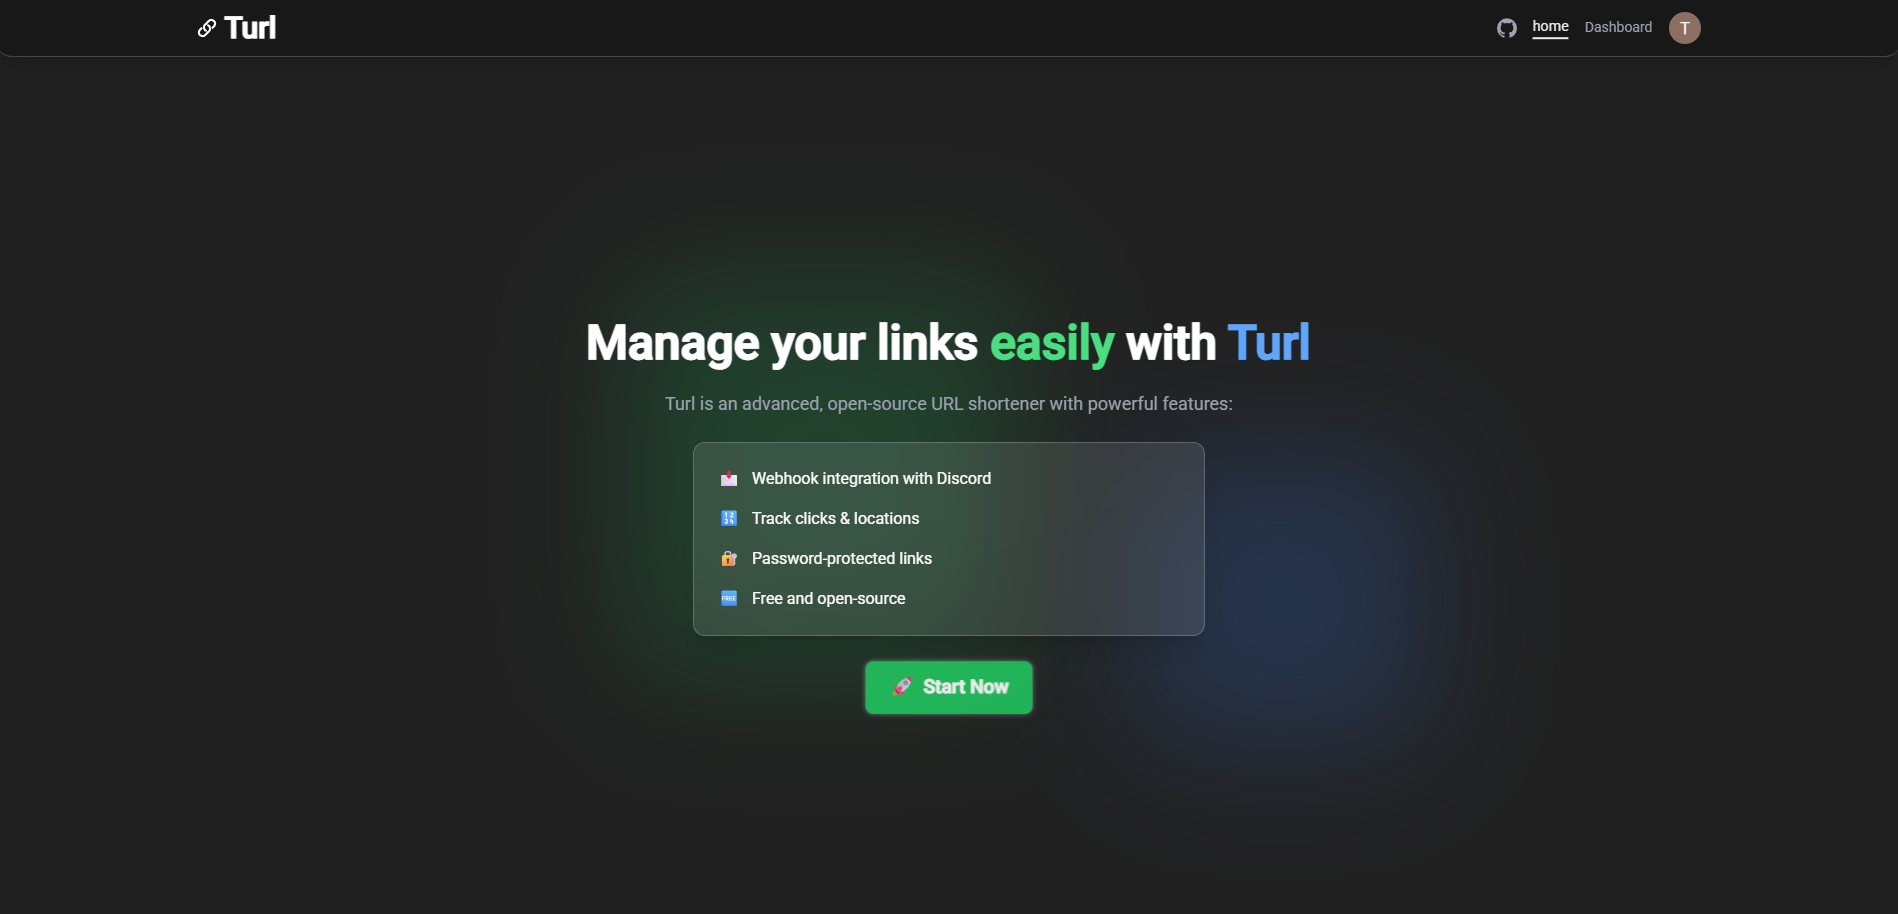 Turl
home
Dashboard
T
Manage your links easily with Turl
Turl is an advanced, open-source URL shortener with powerful features:
Webhook integration with Discord
Track clicks & locations
Password-protected links
Free and open-source
Start Now